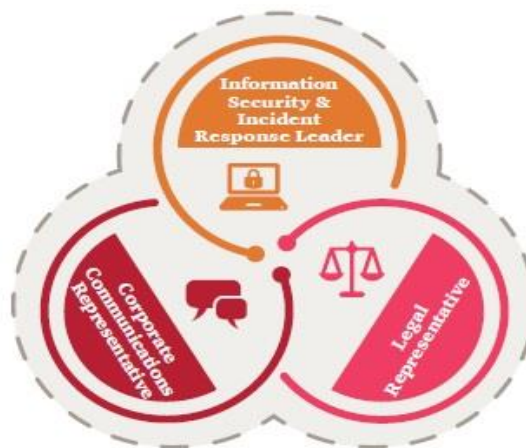 Information
Security &
Incident
Response Leader
Corporate
Communications
Representative
Legal
Representative